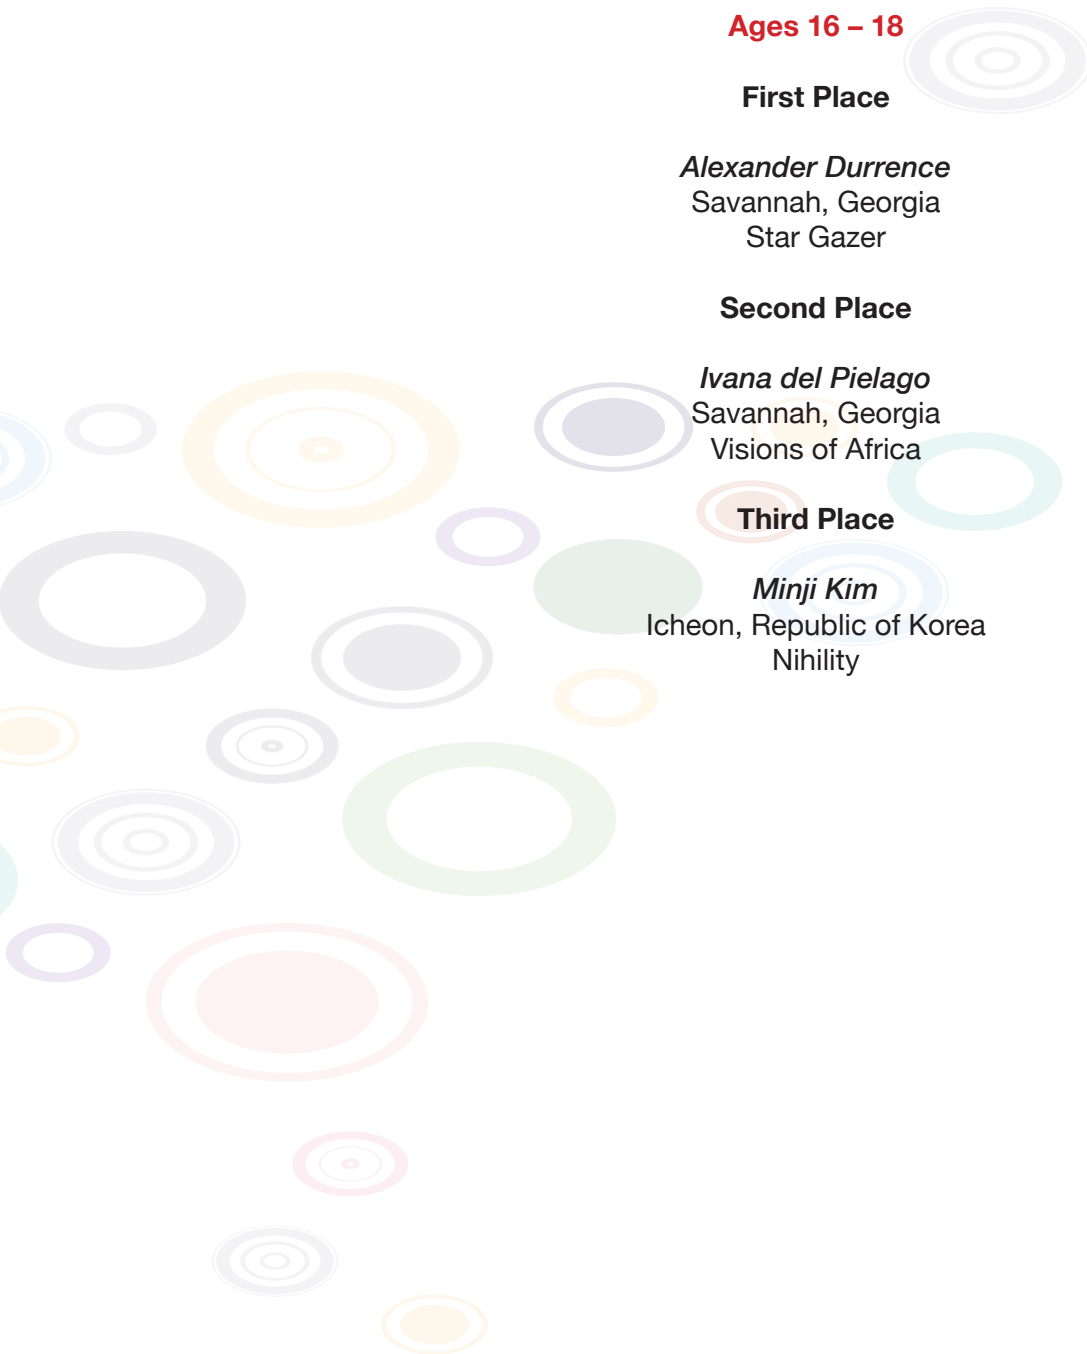 Ages 16 – 18
First Place
Alexander Durrence
Savannah, Georgia
Star Gazer
Second Place
Ivana del Pielago
Savannah, Georgia
Visions of Africa
Third Place
Minji Kim
Icheon, Republic of Korea
Nihility